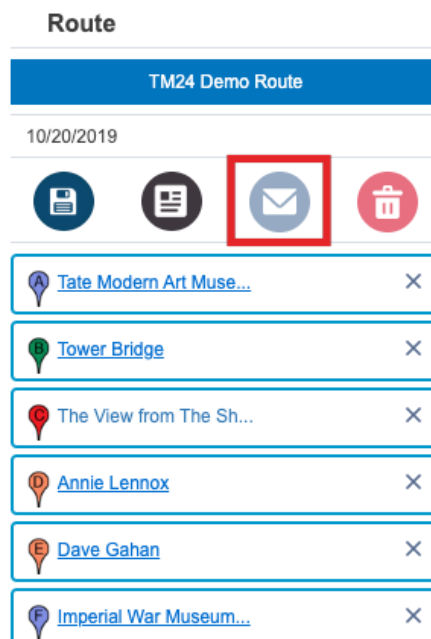 Route
TM24 Demo Route
10/20/2019
A Tate Modern Art Muse...
B Tower Bridge
C The View from The Sh...
D Annie Lennox
E Dave Gahan
F Imperial War Museum...